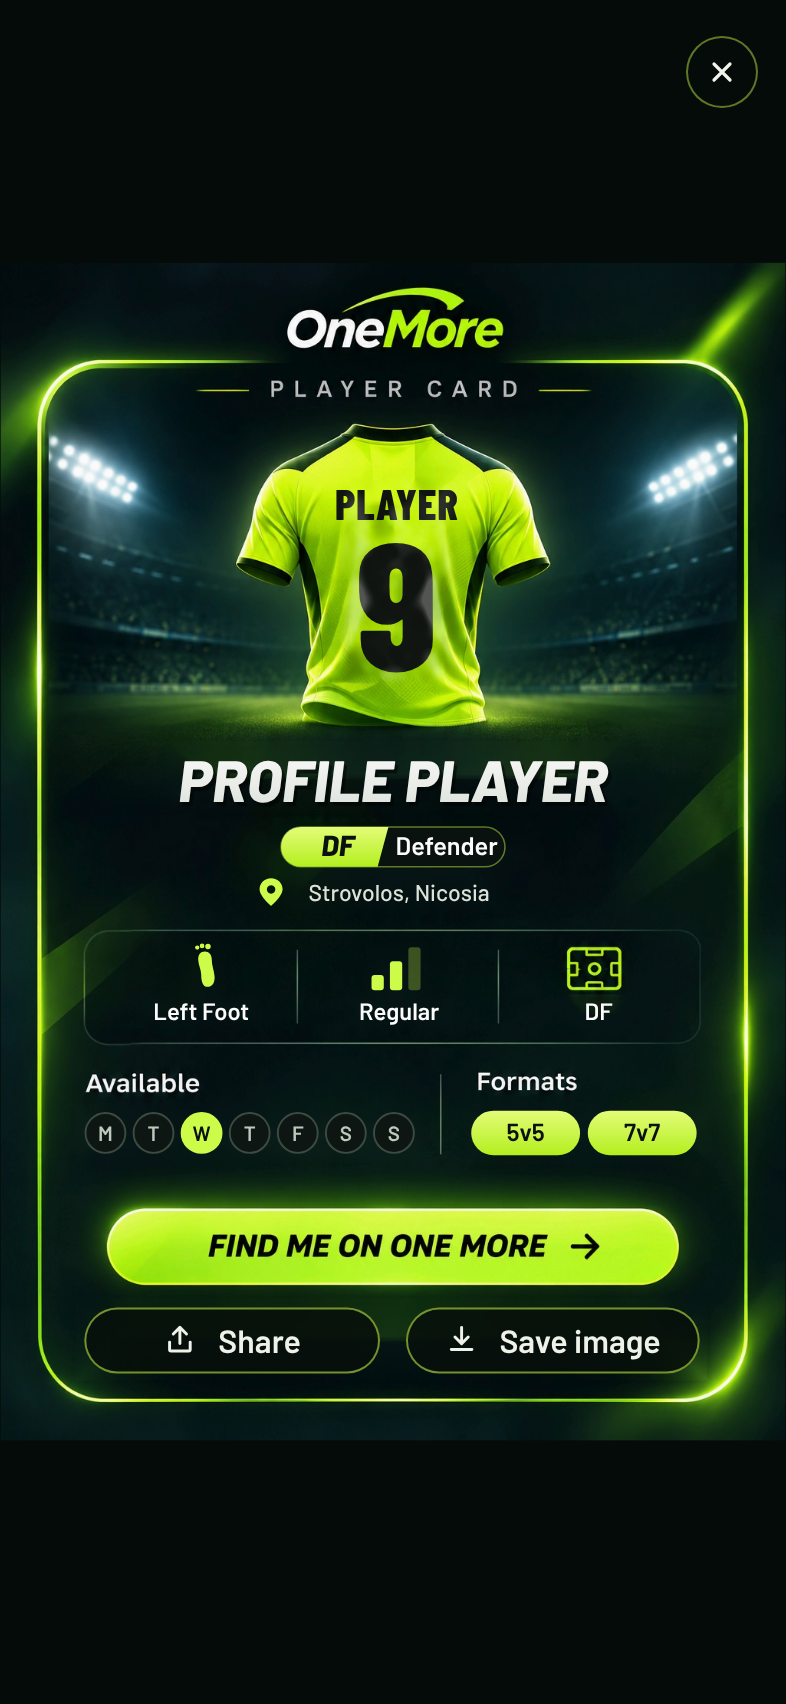 OneMore
PLAYER CARD
PLAYER
9
PROFILE PLAYER
DF Defender
Strovolos, Nicosia
Left Foot Regular DF
Available Formats
M T W T F S S 5v5 7v7
FIND ME ON ONE MORE →
Share Save image